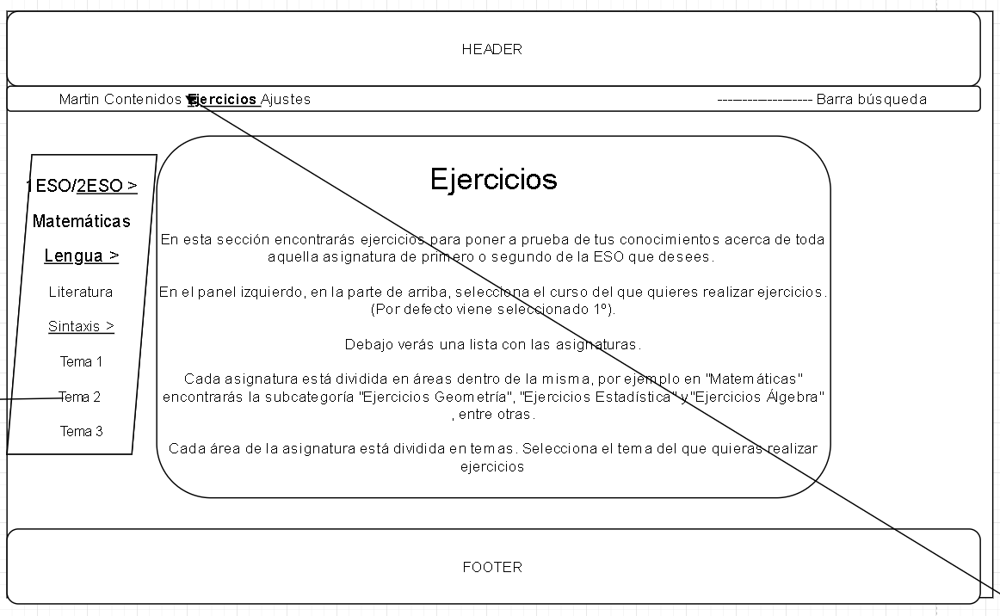 HEADER
Martin Contenidos Ejercicios Ajustes
------------------- Barra búsqueda
1ESO/2ESO >
Matemáticas
Lengua >
Literatura
Sintaxis >
Tema 1
Tema 2
Tema 3
Ejercicios
En esta sección encontrarás ejercicios para poner a prueba de tus conocimientos acerca de toda
aquella asignatura de primero o segundo de la ESO que desees.
En el panel izquierdo, en la parte de arriba, selecciona el curso del que quieres realizar ejercicios.
(Por defecto viene seleccionado 1º).
Debajo verás una lista con las asignaturas.
Cada asignatura está dividida en áreas dentro de la misma, por ejemplo en "Matemáticas"
encontrarás la subcategoría "Ejercicios Geometría", "Ejercicios Estadística" y "Ejercicios Álgebra"
, entre otras.
Cada área de la asignatura está dividida en temas. Selecciona el tema del que quieras realizar
ejercicios
FOOTER